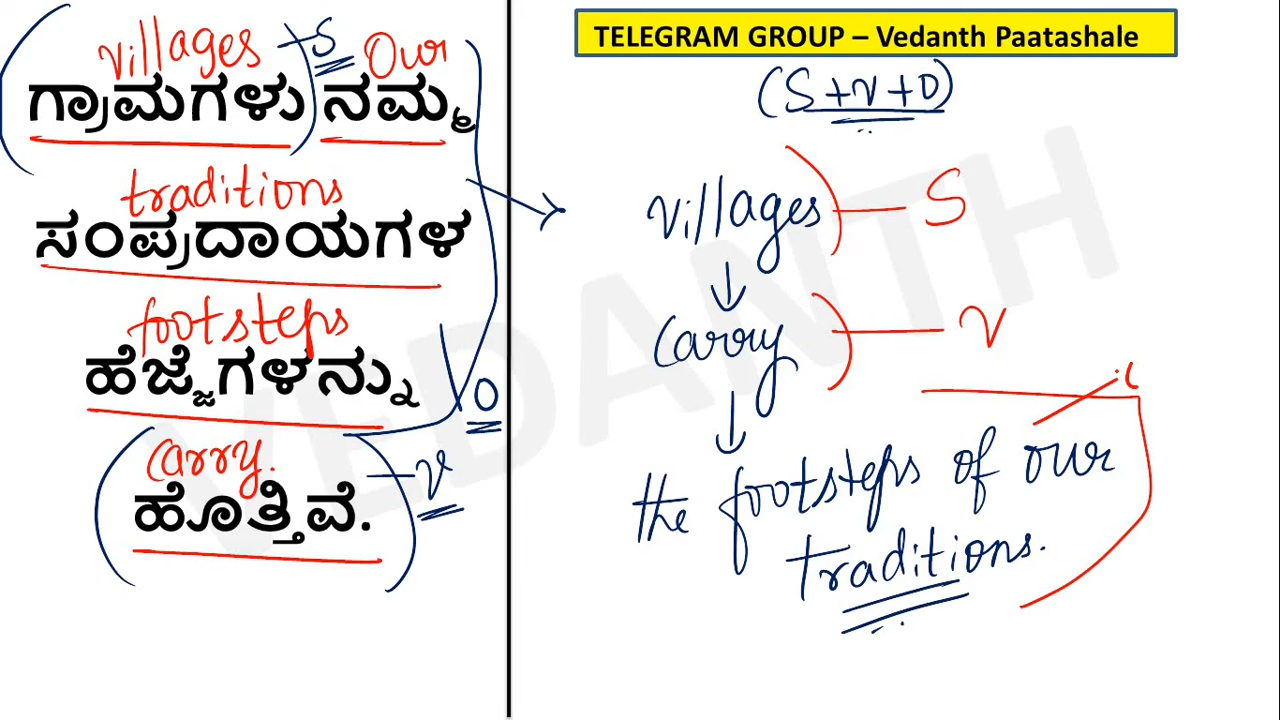 villages +S Our
ಗ್ರಾಮಗಳು ನಮ್ಮ
traditions
ಸಂಪ್ರದಾಯಗಳ
footsteps
ಹೆಜ್ಜೆಗಳನ್ನು
O
carry.
V
ಹೊತ್ತಿವೆ.
TELEGRAM GROUP – Vedanth Paatashale
(S+V+O)
Villages S
Carry V
the footsteps of our
traditions.
VEDANTH